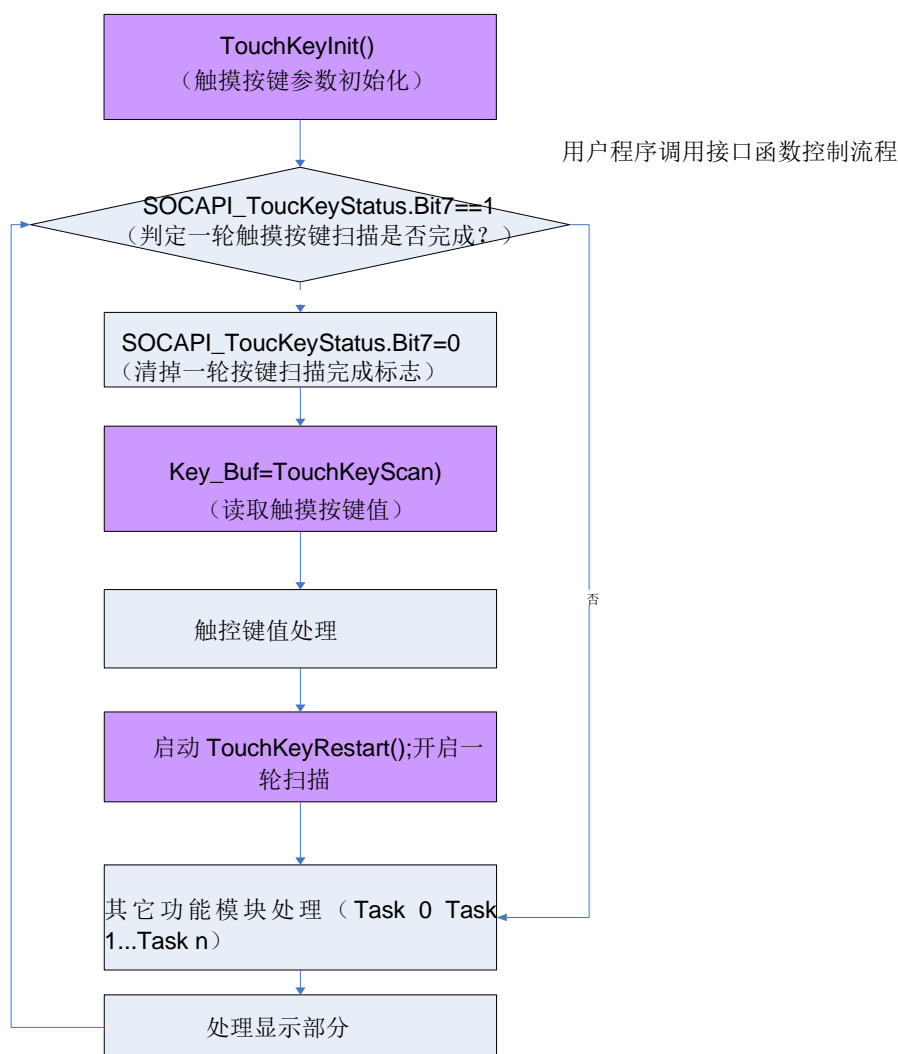 TouchKeyInit()
（触摸按键参数初始化）
用户程序调用接口函数控制流程
SOCAPI_ToucKeyStatus.Bit7==1
（判定一轮触摸按键扫描是否完成？）
SOCAPI_ToucKeyStatus.Bit7=0
（清掉一轮按键扫描完成标志）
Key_Buf=TouchKeyScan)
（读取触摸按键值）
否
触控键值处理
启动 TouchKeyRestart();开启一
轮扫描
其它功能模块处理（Task 0 Task
1...Task n）
处理显示部分